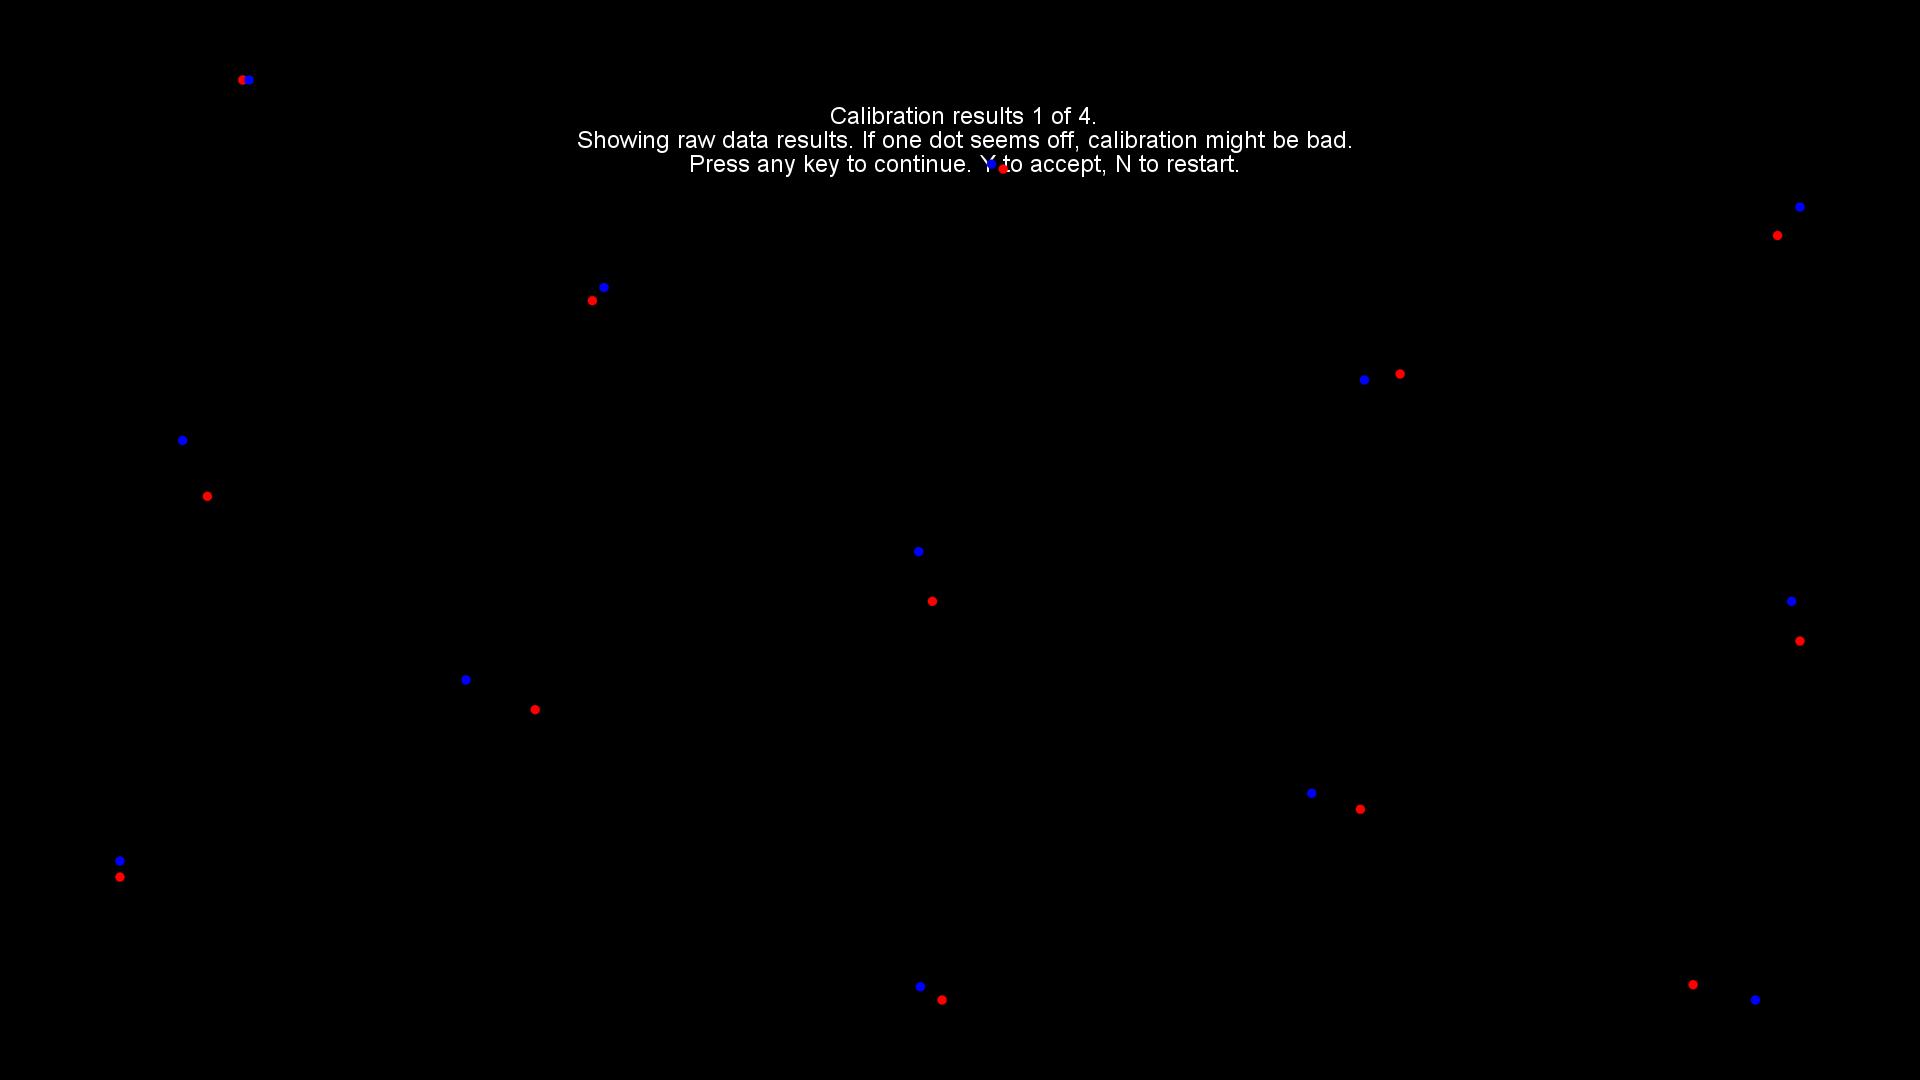 Calibration results 1 of 4.
Showing raw data results. If one dot seems off, calibration might be bad.
Press any key to continue. Y to accept, N to restart.